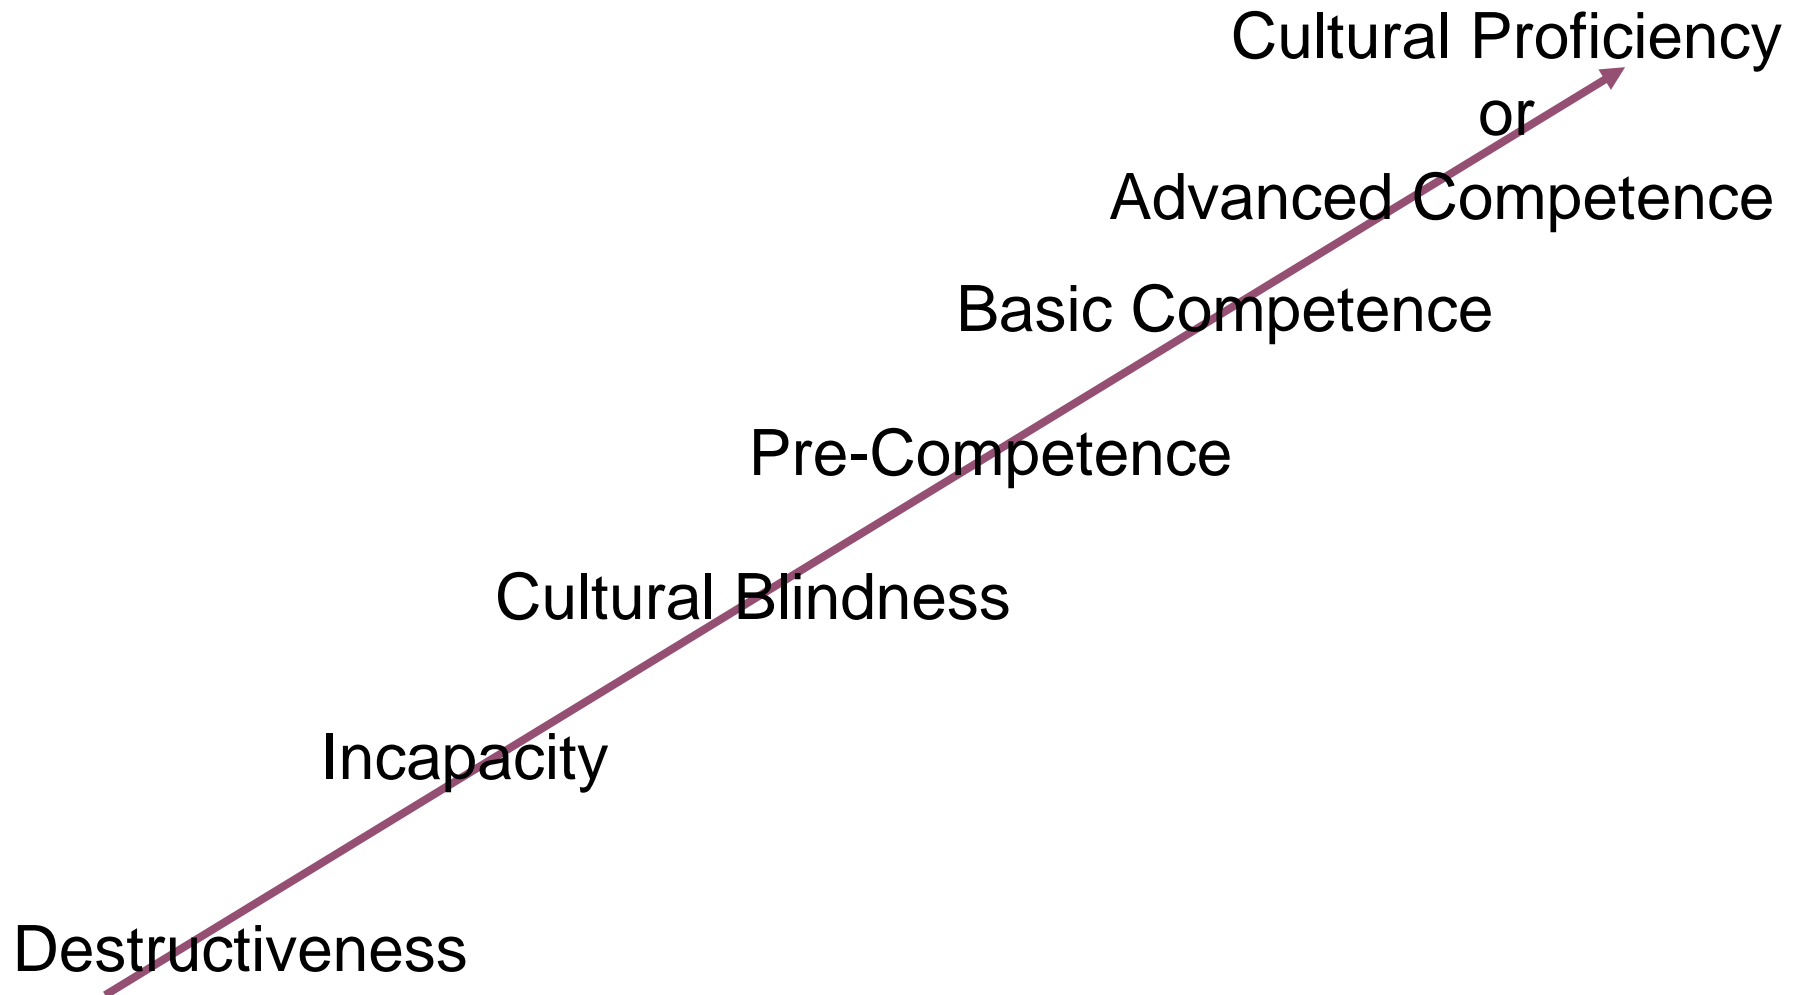 Cultural Proficiency
or
Advanced Competence
Basic Competence
Pre-Competence
Cultural Blindness
Incapacity
Destructiveness